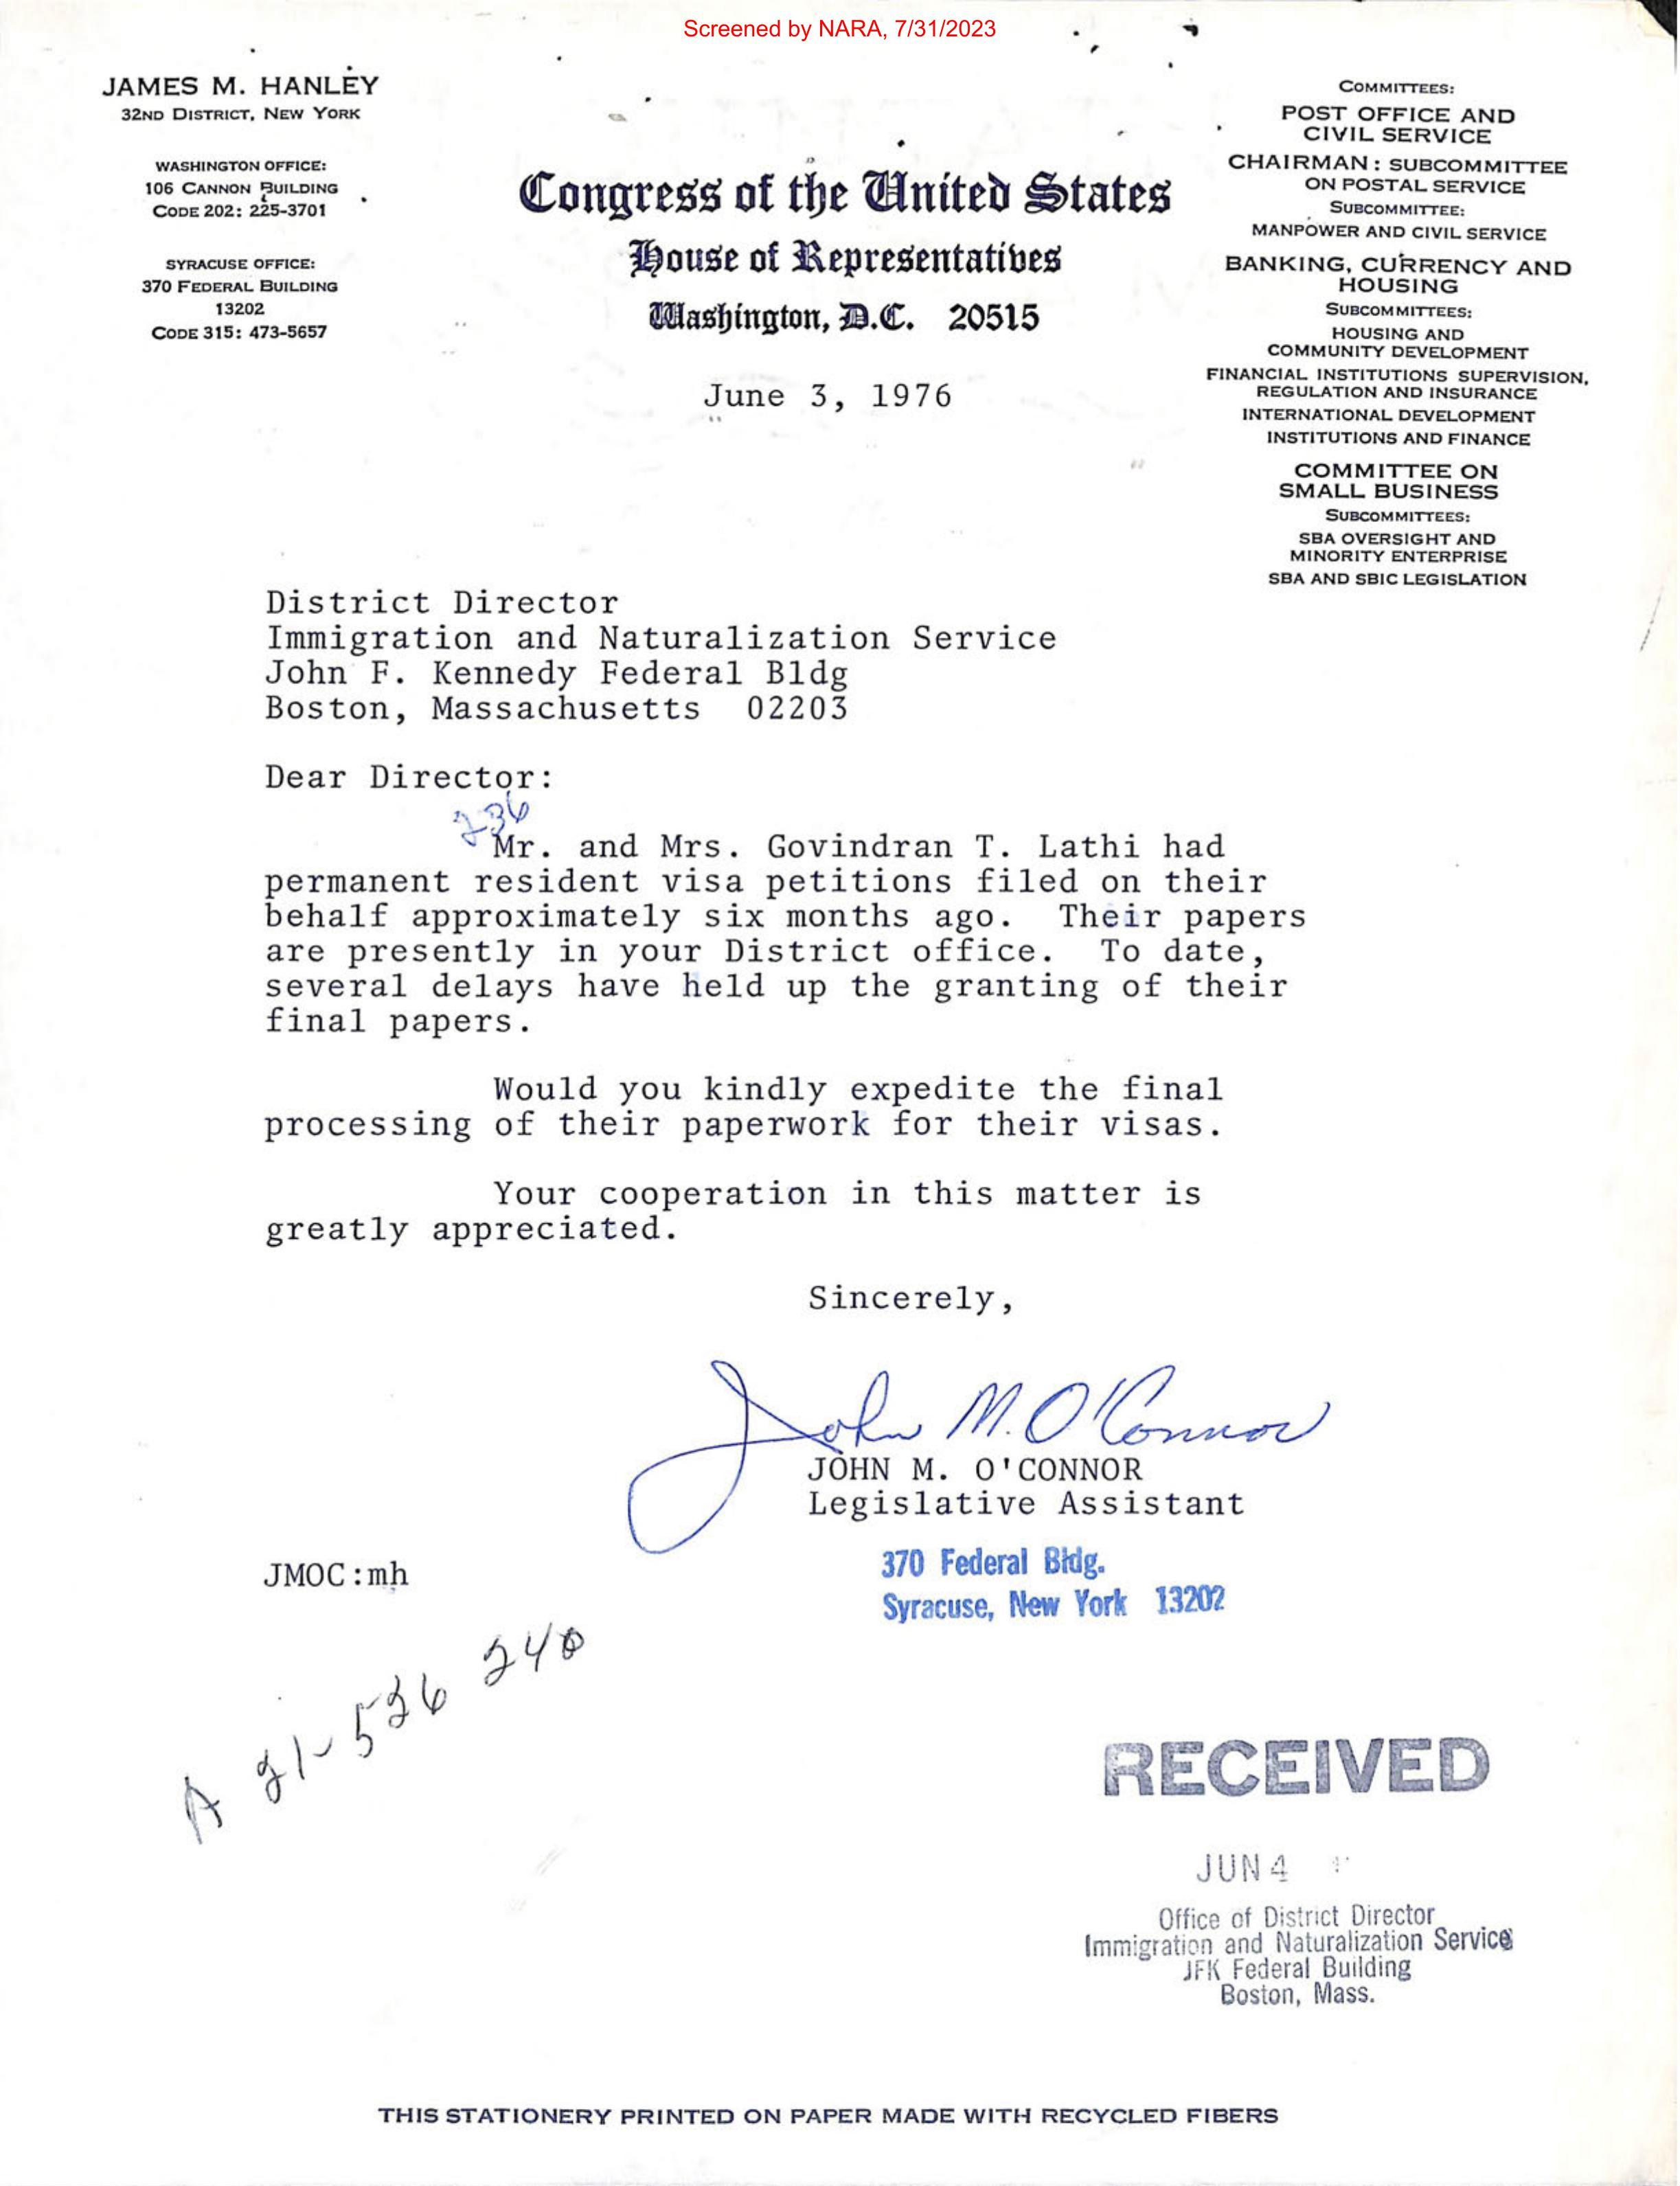 Screened by NARA, 7/31/2023
JAMES M. HANLEY
32ND DISTRICT, NEW YORK
WASHINGTON OFFICE:
106 CANNON BUILDING
CODE 202: 225-3701
SYRACUSE OFFICE:
370 FEDERAL BUILDING
13202
CODE 315: 473-5657
Congress of the United States
House of Representatives
Washington, D.C. 20515
June 3, 1976
COMMITTEES:
POST OFFICE AND
CIVIL SERVICE
CHAIRMAN: SUBCOMMITTEE
ON POSTAL SERVICE
SUBCOMMITTEE:
MANPOWER AND CIVIL SERVICE
BANKING, CURRENCY AND
HOUSING
SUBCOMMITTEES:
HOUSING AND
COMMUNITY DEVELOPMENT
FINANCIAL INSTITUTIONS SUPERVISION,
REGULATION AND INSURANCE
INTERNATIONAL DEVELOPMENT
INSTITUTIONS AND FINANCE
COMMITTEE ON
SMALL BUSINESS
SUBCOMMITTEES:
SBA OVERSIGHT AND
MINORITY ENTERPRISE
SBA AND SBIC LEGISLATION
District Director
Immigration and Naturalization Service
John F. Kennedy Federal Bldg
Boston, Massachusetts 02203
Dear Director:
236
Mr. and Mrs. Govindran T. Lathi had
permanent resident visa petitions filed on their
behalf approximately six months ago. Their papers
are presently in your District office. To date,
several delays have held up the granting of their
final papers.
Would you kindly expedite the final
processing of their paperwork for their visas.
Your cooperation in this matter is
greatly appreciated.
Sincerely,
John M. O'Connor
JOHN M. O'CONNOR
Legislative Assistant
370 Federal Bldg.
Syracuse, New York 13202
JMOC:mh
A 21-526 240
RECEIVED
JUN 4
Office of District Director
Immigration and Naturalization Service
JFK Federal Building
Boston, Mass.
THIS STATIONERY PRINTED ON PAPER MADE WITH RECYCLED FIBERS